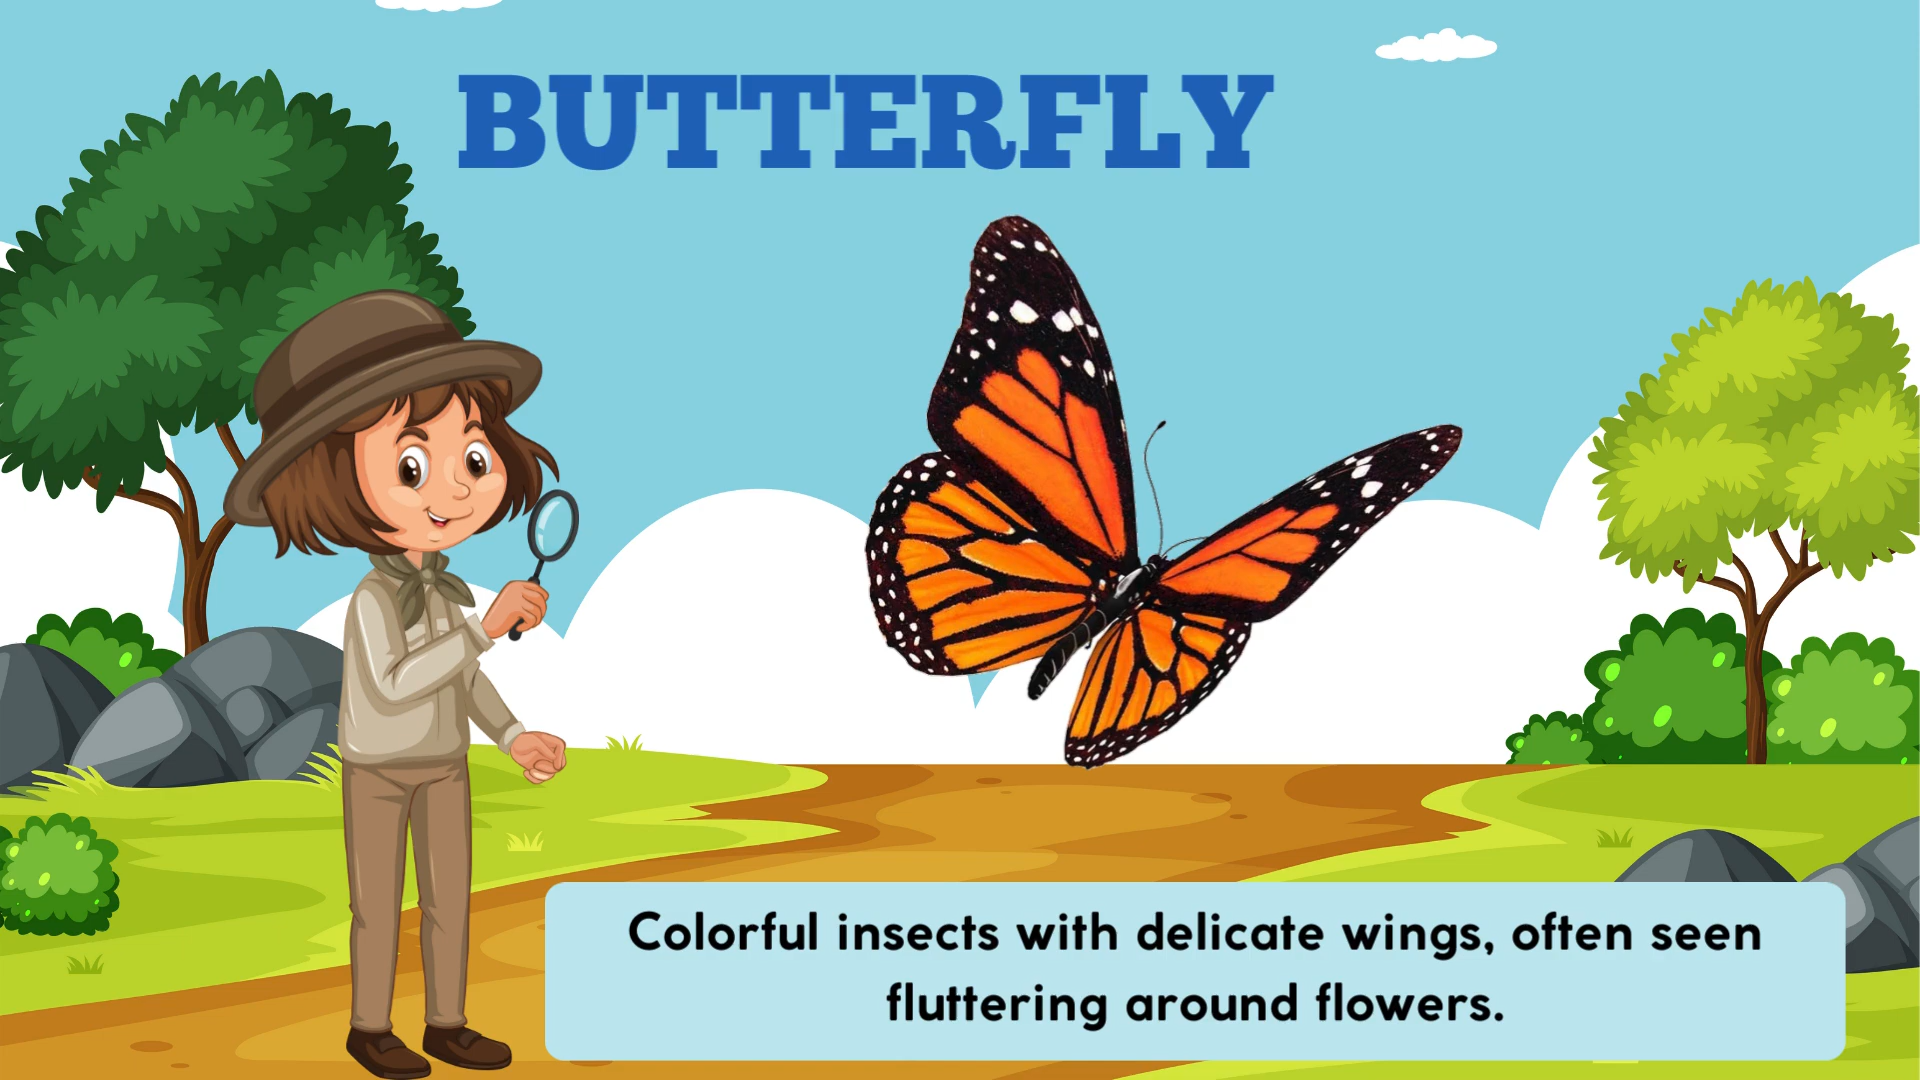 BUTTERFLY
Colorful insects with delicate wings, often seen
fluttering around flowers.